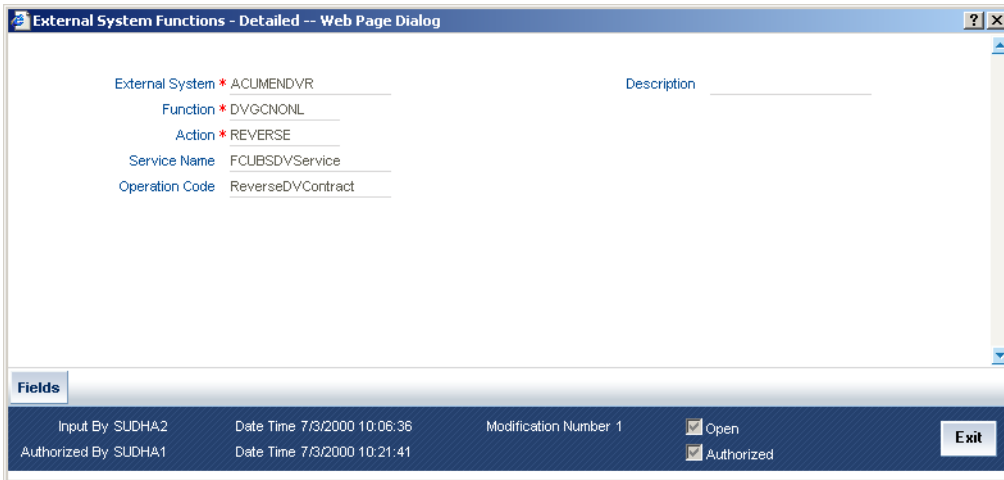 External System Functions - Detailed -- Web Page Dialog
External System * ACUMENDVR Description
Function * DVGCNONL
Action * REVERSE
Service Name FCUBSDVService
Operation Code ReverseDVContract
Fields
Input By SUDHA2 Date Time 7/3/2000 10:06:36 Modification Number 1 Open
Authorized By SUDHA1 Date Time 7/3/2000 10:21:41 Authorized
Exit